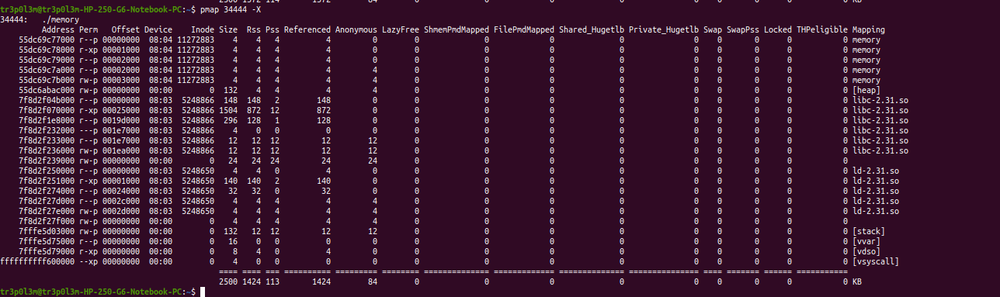 2500 1572 114 1572 84 0 0 0 0 0 0 0 0 0 KB
tr3p0l3m@tr3p0l3m-HP-250-G6-Notebook-PC:~$ pmap 34444 -X
34444:   ./memory
Address Perm Offset Device Inode Size Rss Pss Referenced Anonymous LazyFree ShmemPmdMapped FilePmdMapped Shared_Hugetlb Private_Hugetlb Swap SwapPss Locked THPeligible Mapping
55dc69c77000 r--p 00000000 08:04 11272883 4 4 4 4 0 0 0 0 0 0 0 0 0 0 memory
55dc69c78000 r-xp 00001000 08:04 11272883 4 4 4 4 0 0 0 0 0 0 0 0 0 0 memory
55dc69c79000 r--p 00002000 08:04 11272883 4 4 4 4 0 0 0 0 0 0 0 0 0 0 memory
55dc69c7a000 r--p 00002000 08:04 11272883 4 4 4 4 4 0 0 0 0 0 0 0 0 0 memory
55dc69c7b000 rw-p 00003000 08:04 11272883 4 4 4 4 4 0 0 0 0 0 0 0 0 0 memory
55dc6abac000 rw-p 00000000 00:00 0 132 4 4 4 4 0 0 0 0 0 0 0 0 0 [heap]
7f8d2f04b000 r--p 00000000 08:03 5248866 148 148 2 148 0 0 0 0 0 0 0 0 0 0 libc-2.31.so
7f8d2f070000 r-xp 00025000 08:03 5248866 1504 872 12 872 0 0 0 0 0 0 0 0 0 0 libc-2.31.so
7f8d2f1e8000 r--p 0019d000 08:03 5248866 296 128 1 128 0 0 0 0 0 0 0 0 0 0 libc-2.31.so
7f8d2f232000 ---p 001e7000 08:03 5248866 4 0 0 0 0 0 0 0 0 0 0 0 0 0 libc-2.31.so
7f8d2f233000 r--p 001e7000 08:03 5248866 12 12 12 12 12 0 0 0 0 0 0 0 0 0 libc-2.31.so
7f8d2f236000 rw-p 001ea000 08:03 5248866 12 12 12 12 12 0 0 0 0 0 0 0 0 0 libc-2.31.so
7f8d2f239000 rw-p 00000000 00:00 0 24 24 24 24 24 0 0 0 0 0 0 0 0 0
7f8d2f250000 r--p 00000000 08:03 5248650 4 4 0 4 0 0 0 0 0 0 0 0 0 0 ld-2.31.so
7f8d2f251000 r-xp 00001000 08:03 5248650 140 140 2 140 0 0 0 0 0 0 0 0 0 0 ld-2.31.so
7f8d2f274000 r--p 00024000 08:03 5248650 32 32 0 32 0 0 0 0 0 0 0 0 0 0 ld-2.31.so
7f8d2f27d000 r--p 0002c000 08:03 5248650 4 4 4 4 4 0 0 0 0 0 0 0 0 0 ld-2.31.so
7f8d2f27e000 rw-p 0002d000 08:03 5248650 4 4 4 4 4 0 0 0 0 0 0 0 0 0 ld-2.31.so
7f8d2f27f000 rw-p 00000000 00:00 0 4 4 4 4 4 0 0 0 0 0 0 0 0 0
7fffe5d03000 rw-p 00000000 00:00 0 132 12 12 12 12 0 0 0 0 0 0 0 0 0 [stack]
7fffe5d75000 r--p 00000000 00:00 0 16 0 0 0 0 0 0 0 0 0 0 0 0 0 [vvar]
7fffe5d79000 r-xp 00000000 00:00 0 8 4 0 4 0 0 0 0 0 0 0 0 0 0 [vdso]
ffffffffff600000 --xp 00000000 00:00 0 4 0 0 0 0 0 0 0 0 0 0 0 0 0 [vsyscall]
==== ==== === ========== ========= ======== ============== ============= ============== =============== ==== ======= ====== ===========
2500 1424 113 1424 84 0 0 0 0 0 0 0 0 0 KB
tr3p0l3m@tr3p0l3m-HP-250-G6-Notebook-PC:~$